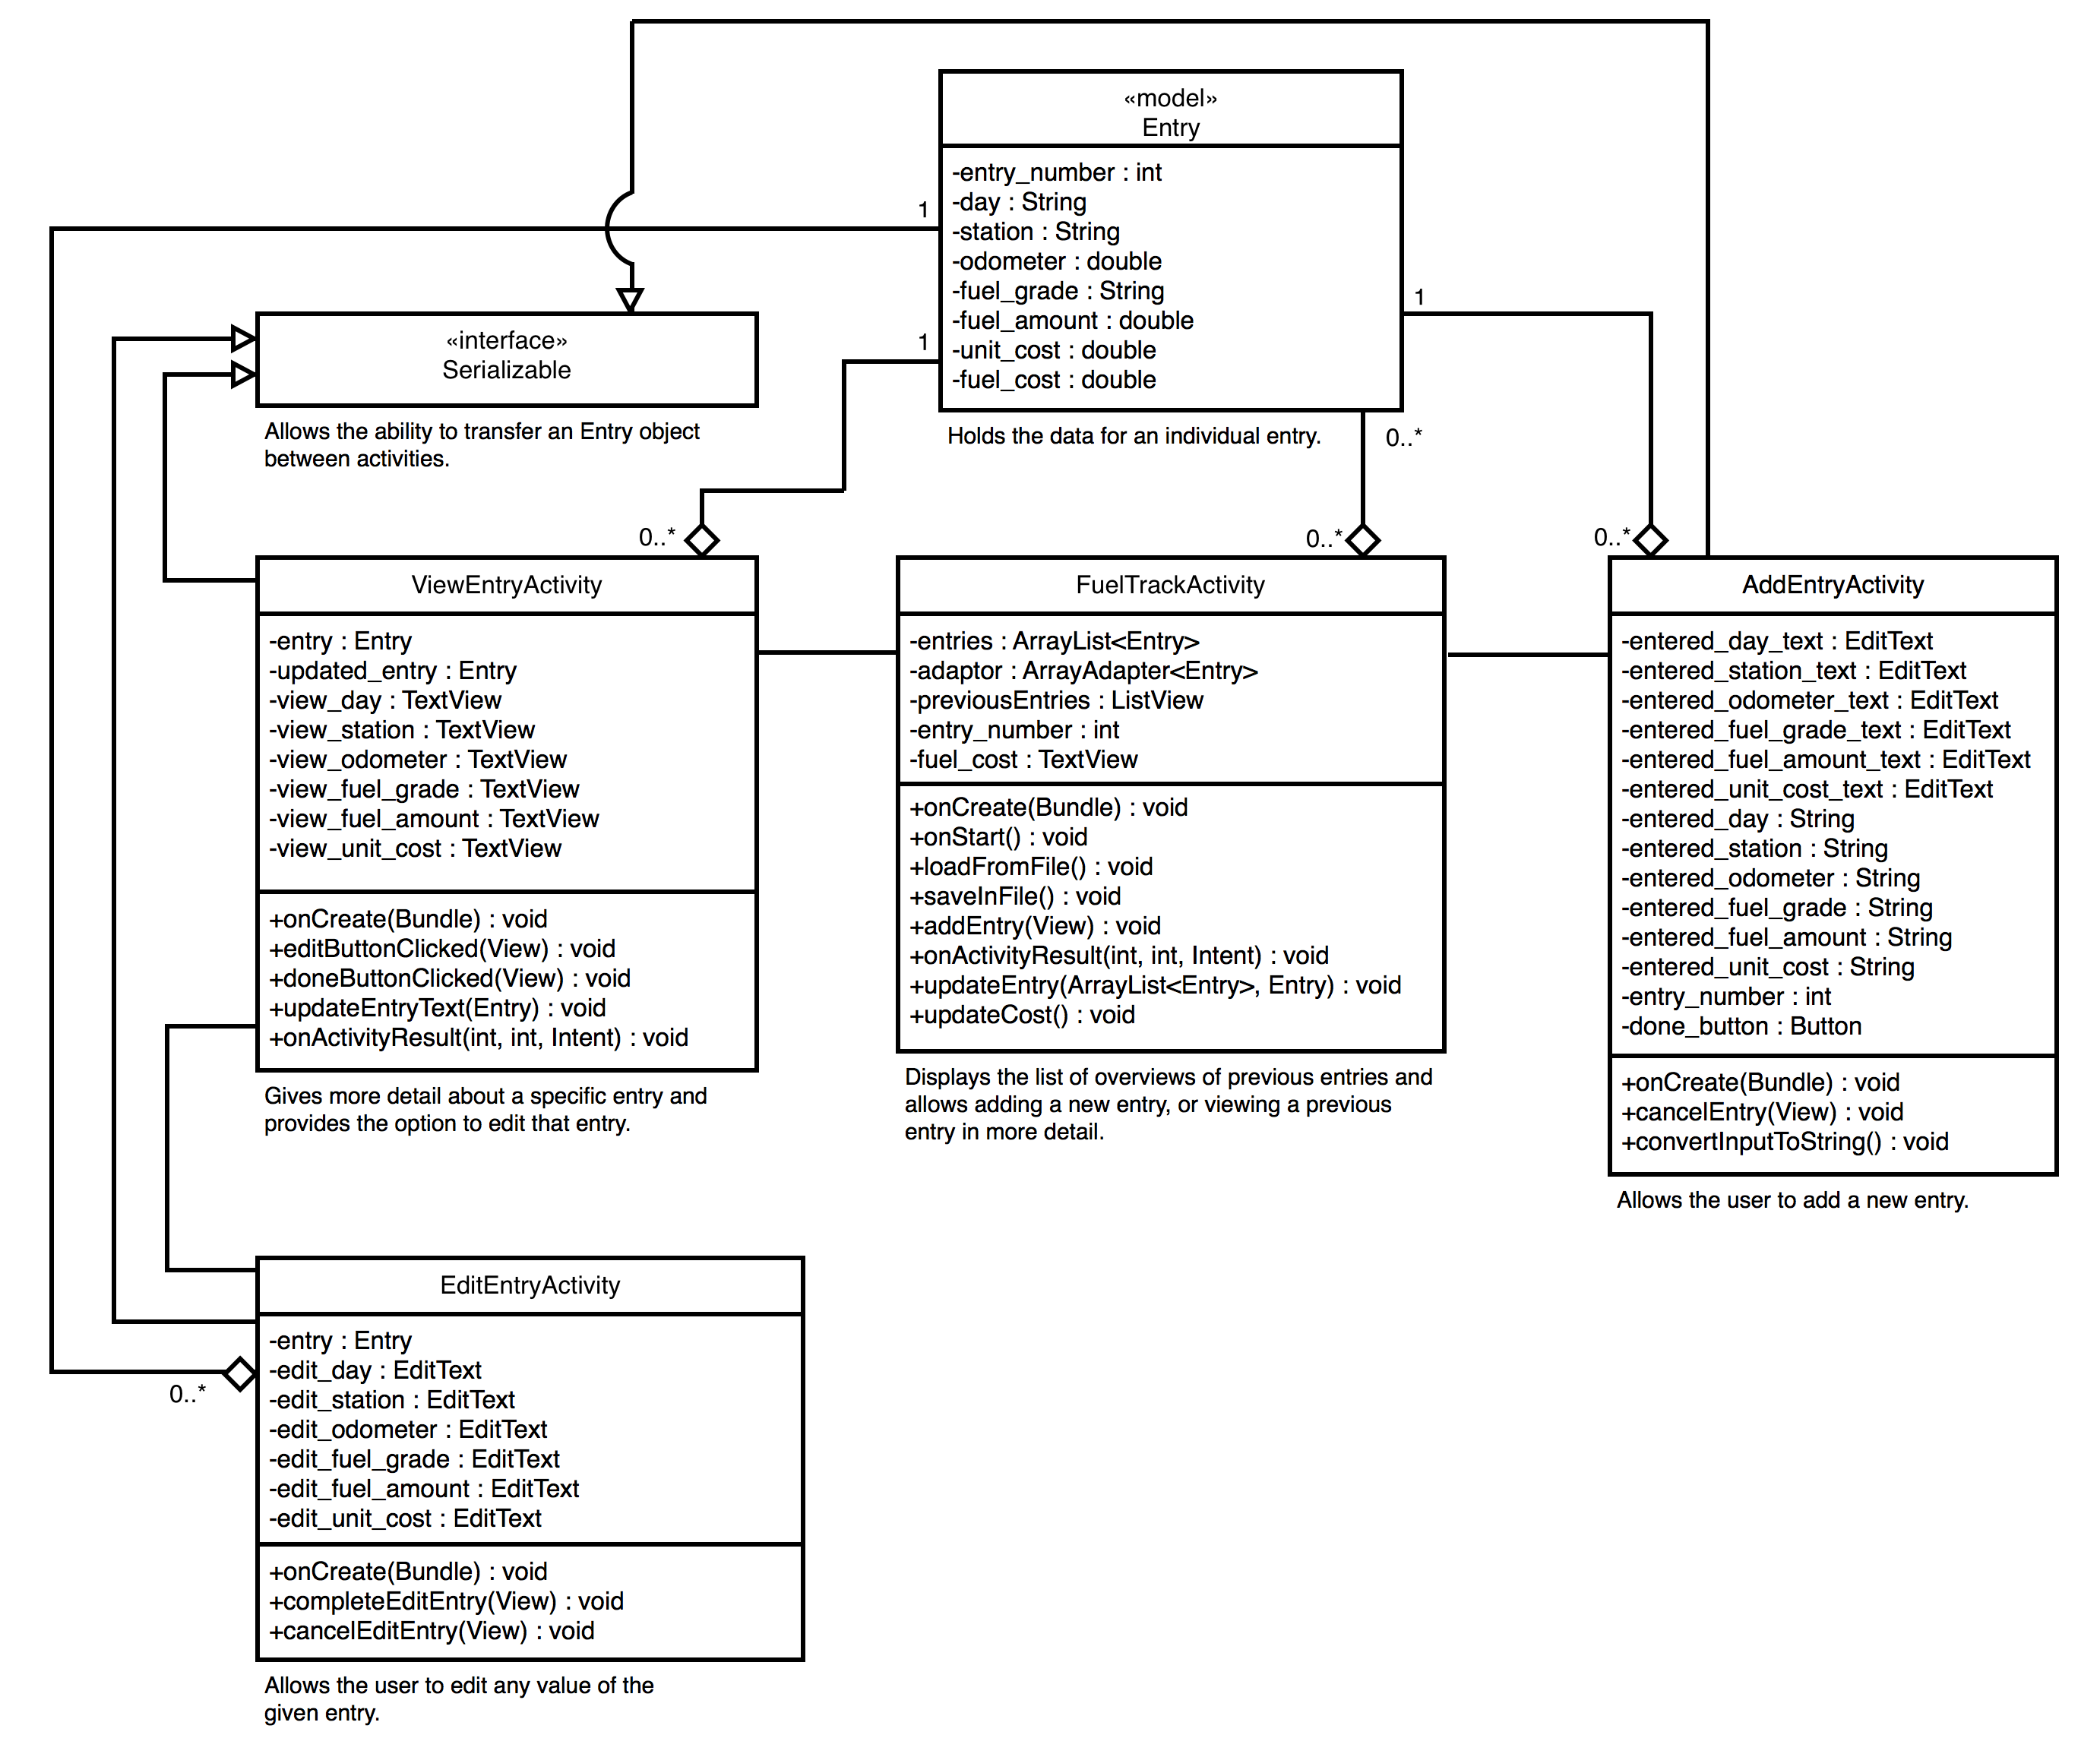 «model»
Entry
-entry_number : int
-day : String
-station : String
-odometer : double
-fuel_grade : String
-fuel_amount : double
-unit_cost : double
-fuel_cost : double
Holds the data for an individual entry.
1
1
1
0..*
«interface»
Serializable
Allows the ability to transfer an Entry object
between activities.
0..*
ViewEntryActivity
-entry : Entry
-updated_entry : Entry
-view_day : TextView
-view_station : TextView
-view_odometer : TextView
-view_fuel_grade : TextView
-view_fuel_amount : TextView
-view_unit_cost : TextView
+onCreate(Bundle) : void
+editButtonClicked(View) : void
+doneButtonClicked(View) : void
+updateEntryText(Entry) : void
+onActivityResult(int, int, Intent) : void
Gives more detail about a specific entry and
provides the option to edit that entry.
0..*
FuelTrackActivity
-entries : ArrayList<Entry>
-adaptor : ArrayAdapter<Entry>
-previousEntries : ListView
-entry_number : int
-fuel_cost : TextView
+onCreate(Bundle) : void
+onStart() : void
+loadFromFile() : void
+saveInFile() : void
+addEntry(View) : void
+onActivityResult(int, int, Intent) : void
+updateEntry(ArrayList<Entry>, Entry) : void
+updateCost() : void
Displays the list of overviews of previous entries and
allows adding a new entry, or viewing a previous
entry in more detail.
0..*
AddEntryActivity
-entered_day_text : EditText
-entered_station_text : EditText
-entered_odometer_text : EditText
-entered_fuel_grade_text : EditText
-entered_fuel_amount_text : EditText
-entered_unit_cost_text : EditText
-entered_day : String
-entered_station : String
-entered_odometer : String
-entered_fuel_grade : String
-entered_fuel_amount : String
-entered_unit_cost : String
-entry_number : int
-done_button : Button
+onCreate(Bundle) : void
+cancelEntry(View) : void
+convertInputToString() : void
Allows the user to add a new entry.
0..*
EditEntryActivity
-entry : Entry
-edit_day : EditText
-edit_station : EditText
-edit_odometer : EditText
-edit_fuel_grade : EditText
-edit_fuel_amount : EditText
-edit_unit_cost : EditText
+onCreate(Bundle) : void
+completeEditEntry(View) : void
+cancelEditEntry(View) : void
Allows the user to edit any value of the
given entry.